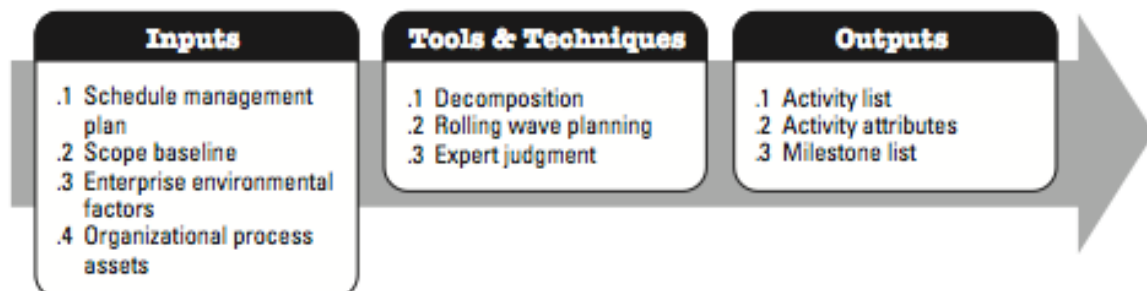 Inputs
.1 Schedule management
plan
.2 Scope baseline
.3 Enterprise environmental
factors
.4 Organizational process
assets
Tools & Techniques
.1 Decomposition
.2 Rolling wave planning
.3 Expert judgment
Outputs
.1 Activity list
.2 Activity attributes
.3 Milestone list